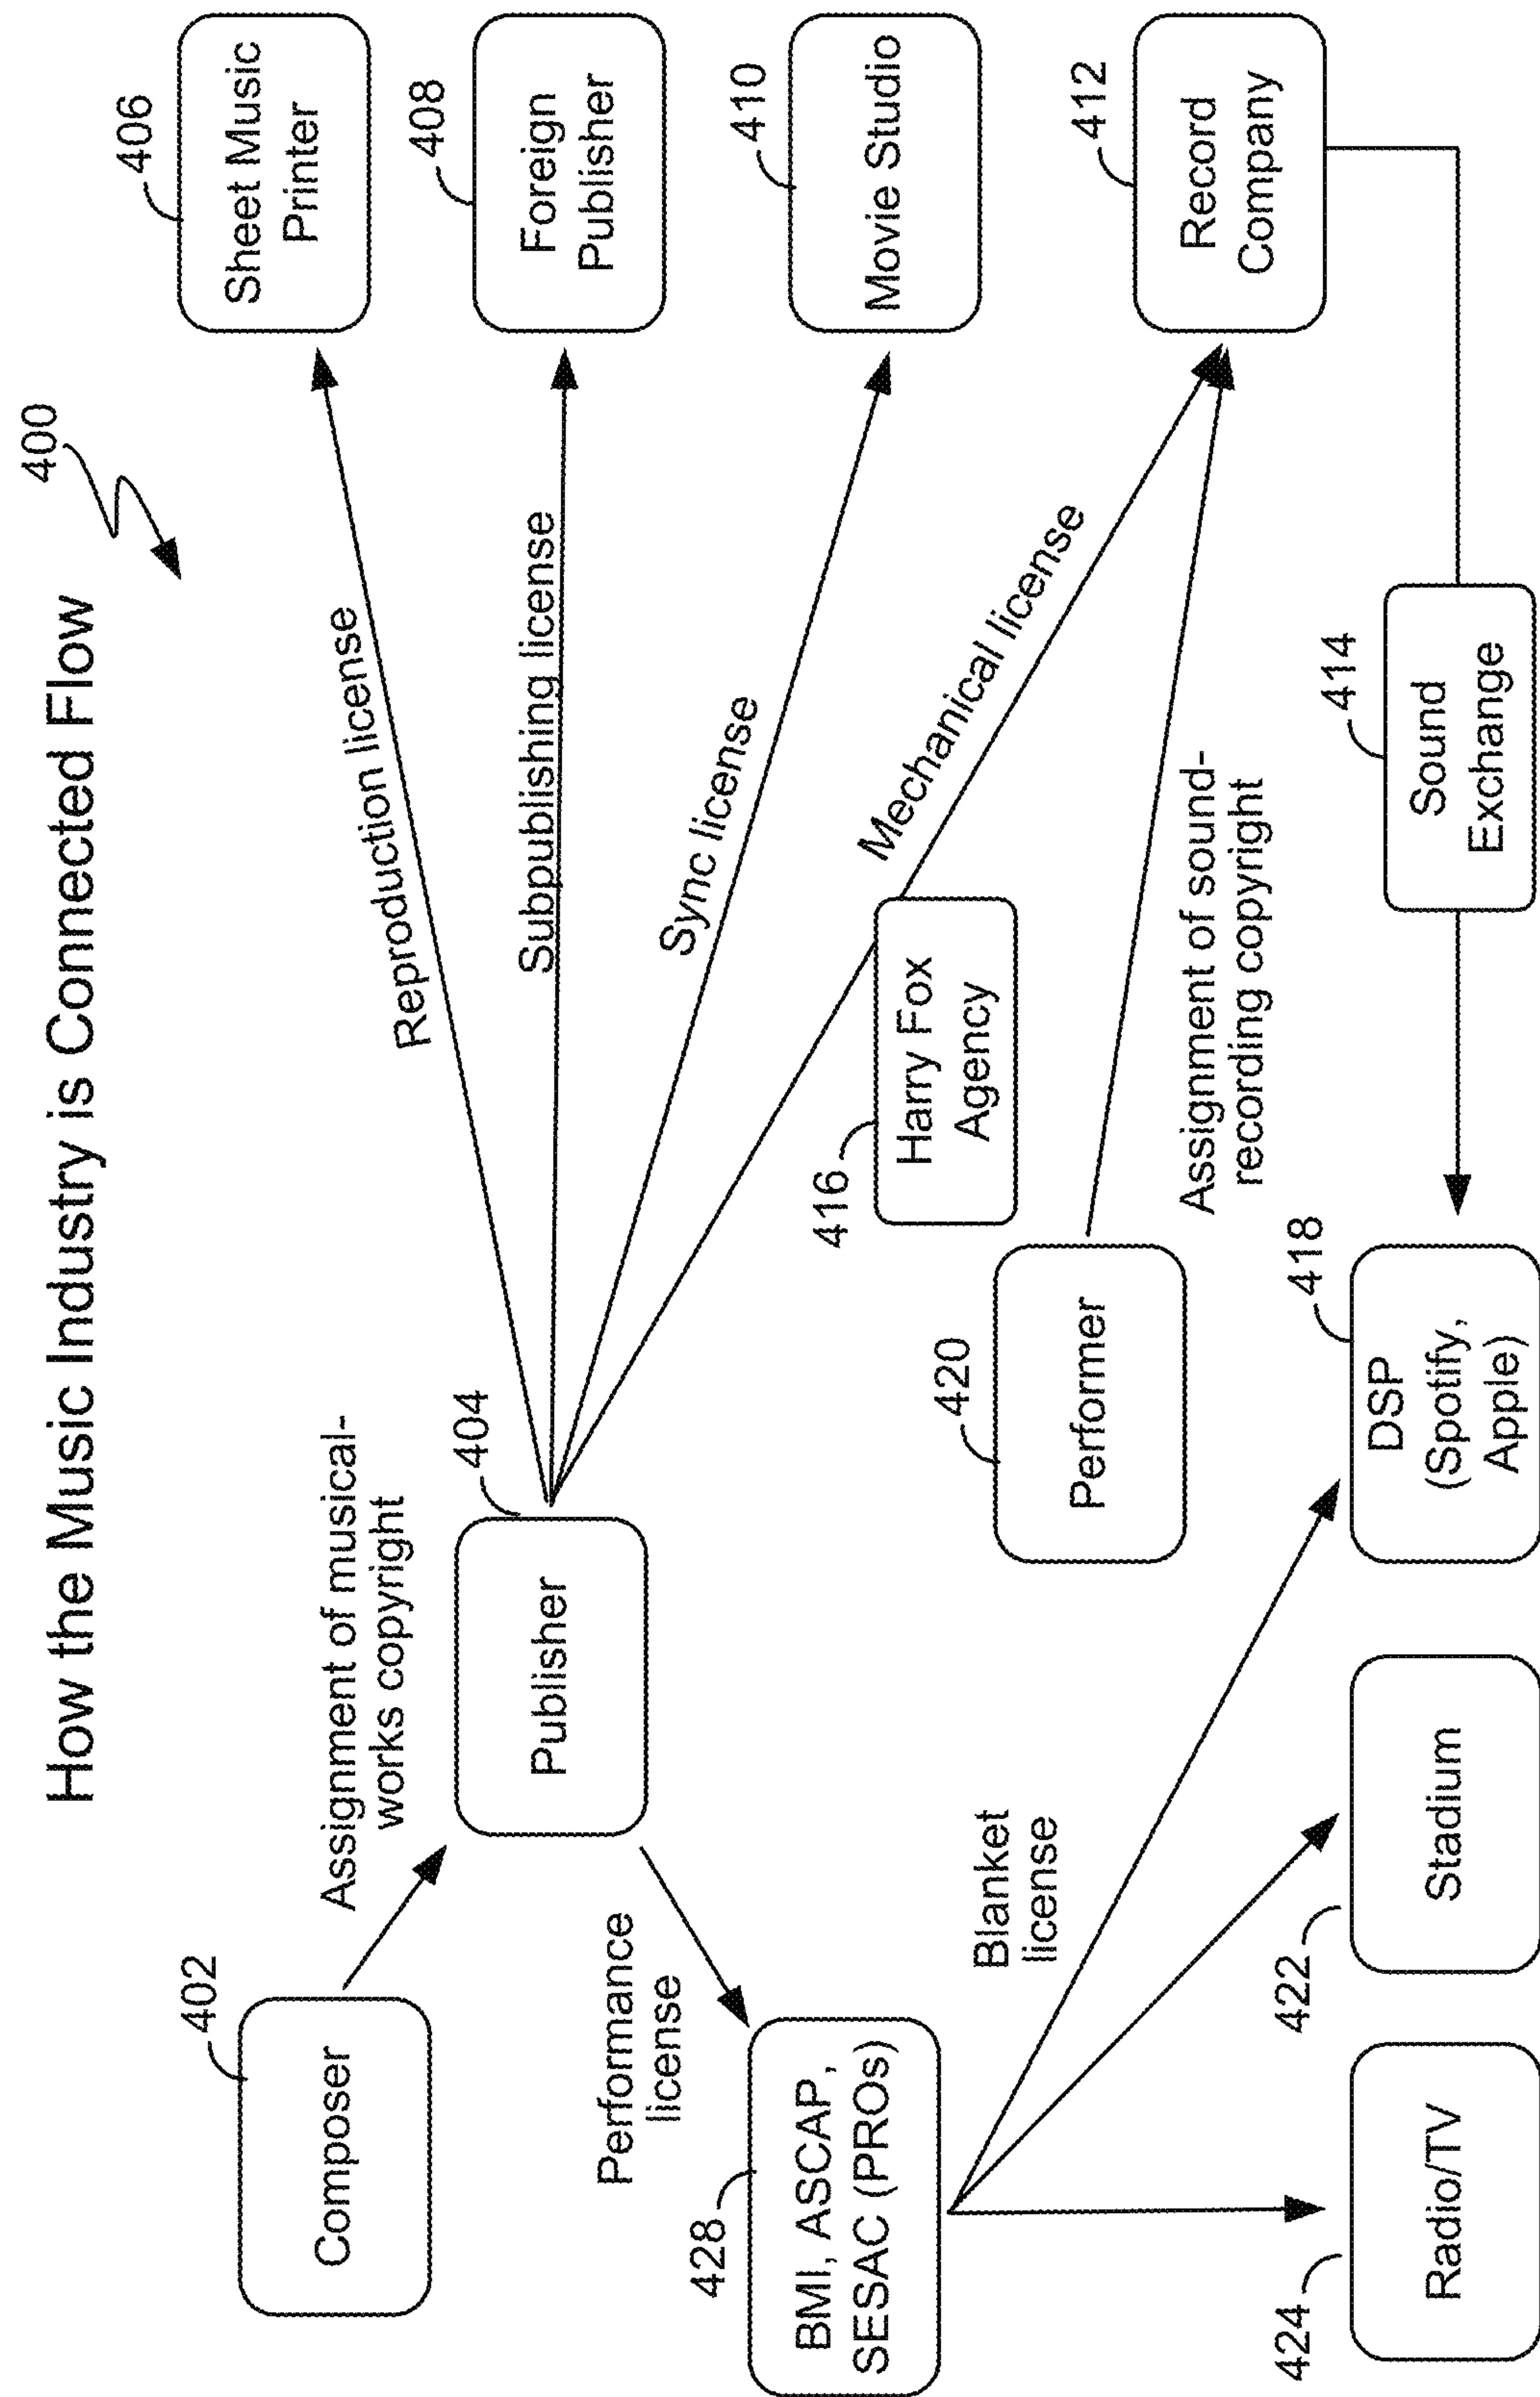 How the Music Industry is Connected Flow
400
402
Composer
Assignment of musical-
works copyright
404
Publisher
Reproduction license
406
Sheet Music
Printer
Subpublishing license
408
Foreign
Publisher
Sync license
410
Movie Studio
Mechanical license
412
Record
Company
Performance
license
428
BMI, ASCAP,
SESAC (PROs)
416
Harry Fox
Agency
420
Performer
Assignment of sound-
recording copyright
Blanket
license
424
Radio/TV
422
Stadium
418
DSP
(Spotify,
Apple)
414
Sound
Exchange